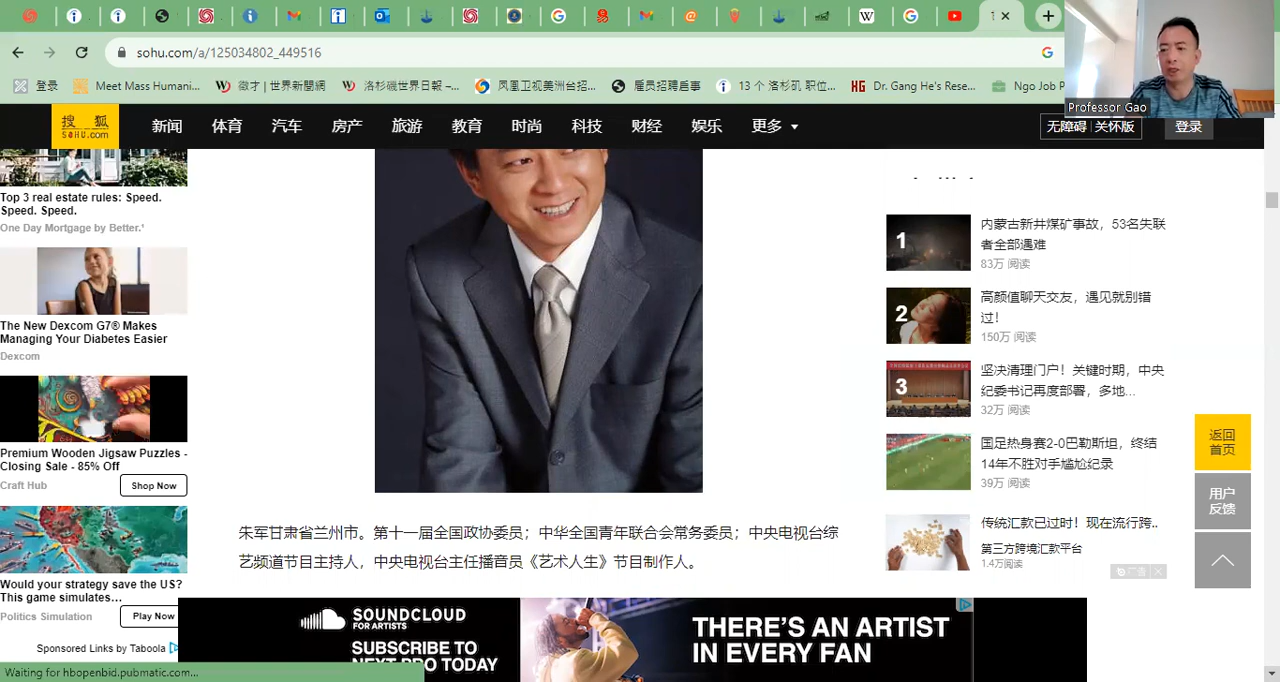 sohu.com/a/125034802_449516
登录
Meet Mass Humani...
徵才 | 世界新聞網
洛杉磯世界日報 –...
凤凰卫视美洲台招...
雇员招聘启事
13 个 洛杉矶 职位...
Dr. Gang He's Rese...
Ngo Job P
Professor Gao
搜狐
SOHU.com
新闻
体育
汽车
房产
旅游
教育
时尚
科技
财经
娱乐
更多
无障碍
关怀版
登录
Top 3 real estate rules: Speed.
Speed. Speed.
One Day Mortgage by Better.¹
The New Dexcom G7® Makes
Managing Your Diabetes Easier
Dexcom
Premium Wooden Jigsaw Puzzles -
Closing Sale - 85% Off
Craft Hub
Shop Now
Would your strategy save the US?
This game simulates...
Politics Simulation
Play Now
Sponsored Links by Taboola
朱军甘肃省兰州市。第十一届全国政协委员；中华全国青年联合会常务委员；中央电视台综
艺频道节目主持人，中央电视台主任播音员《艺术人生》节目制作人。
1
内蒙古新井煤矿事故，53名失联
者全部遇难
83万 阅读
2
高颜值聊天交友，遇见就别错
过！
150万 阅读
3
坚决清理门户！关键时期，中央
纪委书记再度部署，多地...
32万 阅读
国足热身赛2-0巴勒斯坦，终结
14年不胜对手尴尬纪录
39万 阅读
传统汇款已过时！现在流行跨..
第三方跨境汇款平台
1.4万阅读
广告
返回
首页
用户
反馈
SOUNDCLOUD
FOR ARTISTS
SUBSCRIBE TO
NEXT PRO TODAY
THERE'S AN ARTIST
IN EVERY FAN
Waiting for hbopenbid.pubmatic.com...